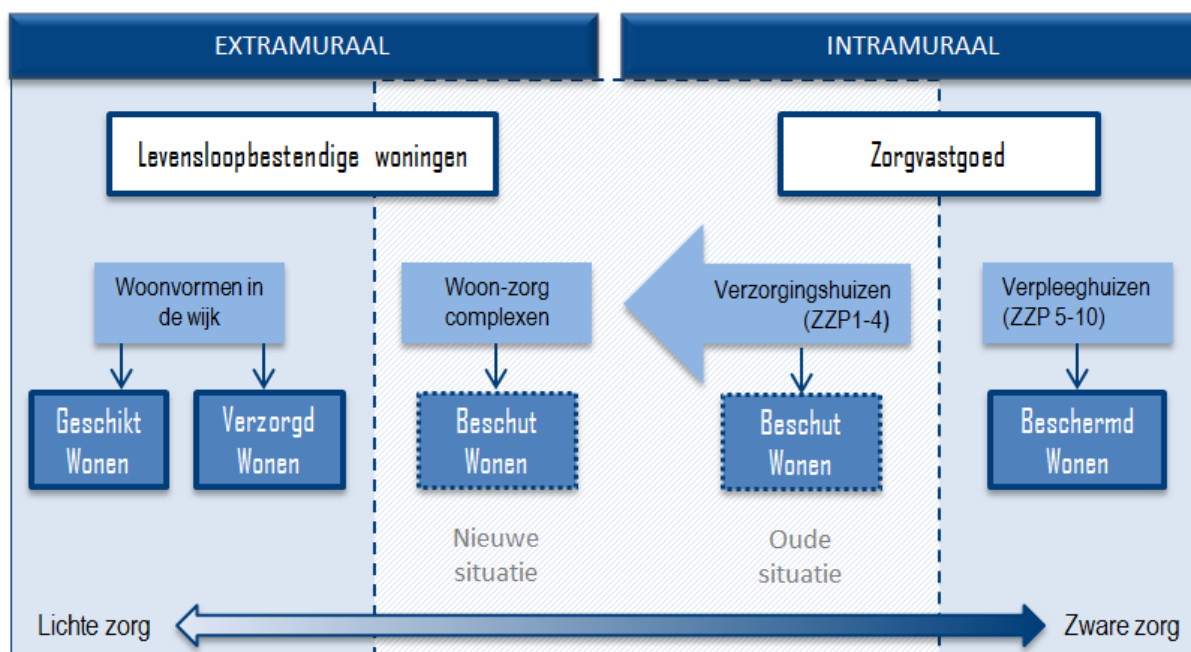 EXTRAMURAAL
INTRAMURAAL
Levensloopbestendige woningen
Zorgvastgoed
Woonvormen in
de wijk
Woon-zorg
complexen
Verzorgingshuizen
(ZZP1-4)
Verpleeghuizen
(ZZP 5-10)
Geschikt
Wonen
Verzorgd
Wonen
Beschut
Wonen
Beschut
Wonen
Beschermd
Wonen
Nieuwe
situatie
Oude
situatie
Lichte zorg
Zware zorg